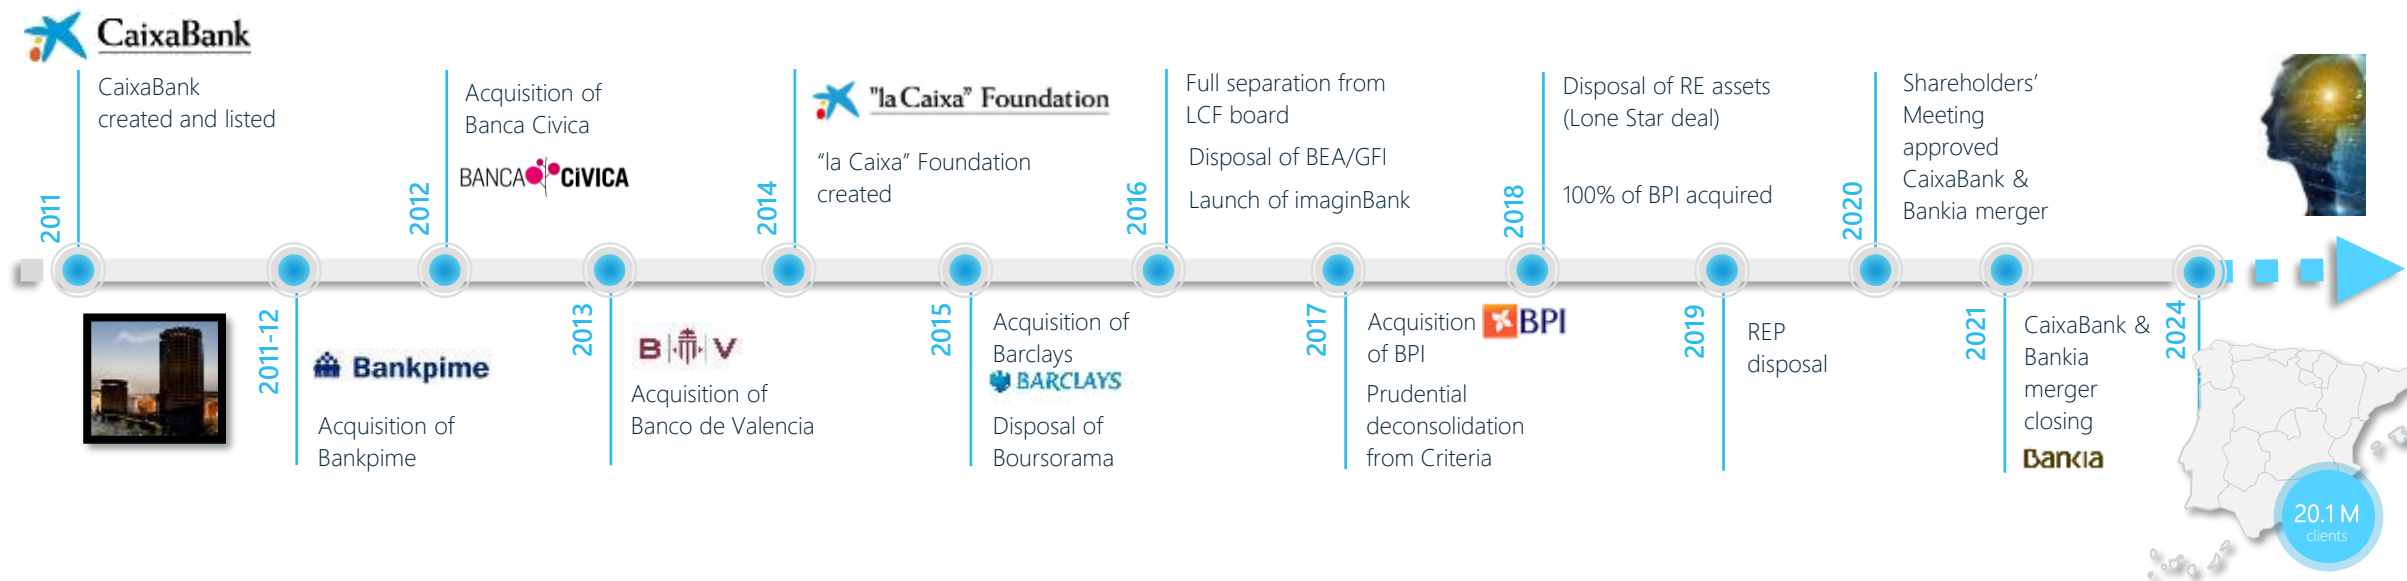 CaixaBank
2011
CaixaBank
created and listed
2011-12
Bankpime
Acquisition of
Bankpime
2012
Acquisition of
Banca Civica
BANCA CiVICA
2013
B V
Acquisition of
Banco de Valencia
2014
"la Caixa" Foundation
“la Caixa” Foundation
created
2015
Acquisition of
Barclays
BARCLAYS
Disposal of
Boursorama
2016
Full separation from
LCF board
Disposal of BEA/GFI
Launch of imaginBank
2017
Acquisition
of BPI
BPI
Prudential
deconsolidation
from Criteria
2018
Disposal of RE assets
(Lone Star deal)
100% of BPI acquired
2019
REP
disposal
2020
Shareholders’
Meeting
approved
CaixaBank &
Bankia merger
2021
CaixaBank &
Bankia
merger
closing
Bankia
2024
20.1 M
clients